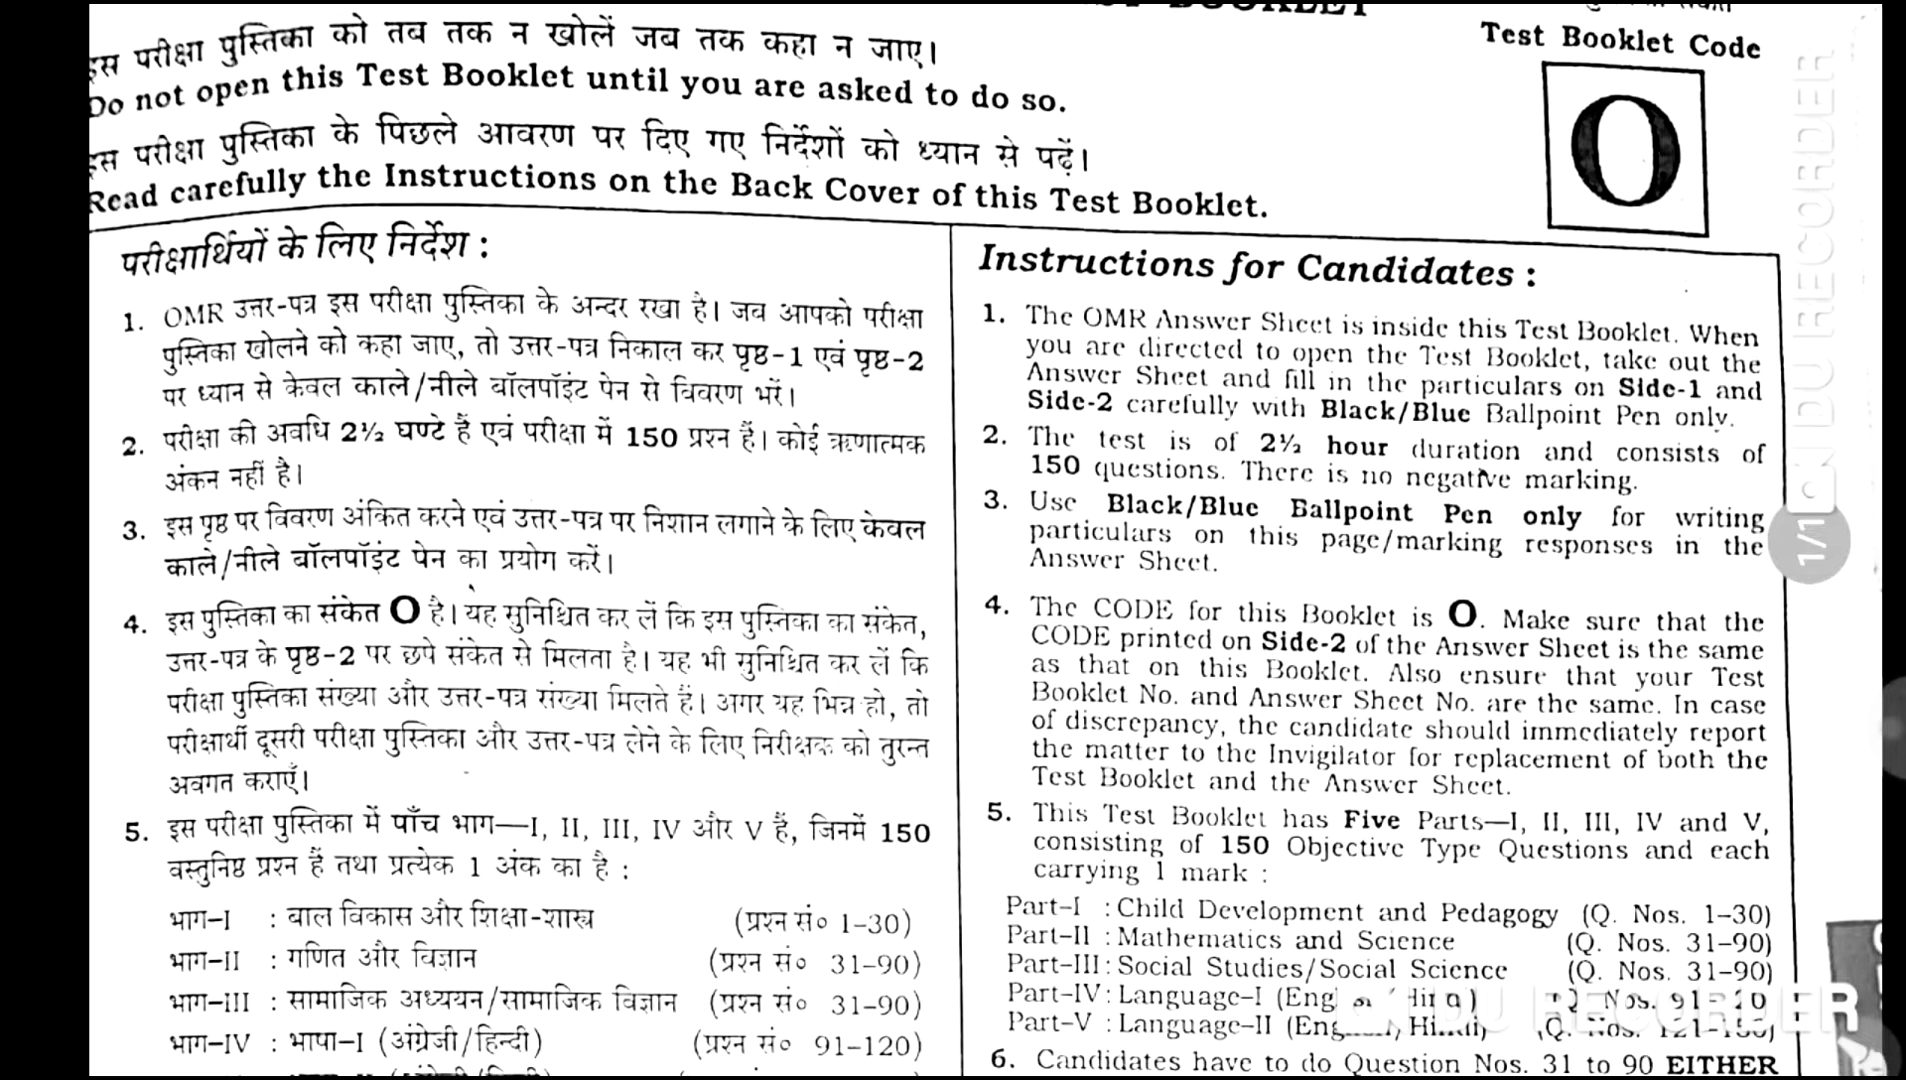 Test Booklet Code
O
इस परीक्षा पुस्तिका को तब तक न खोलें जब तक कहा न जाए।
Do not open this Test Booklet until you are asked to do so.
इस परीक्षा पुस्तिका के पिछले आवरण पर दिए गए निर्देशों को ध्यान से पढ़ें।
Read carefully the Instructions on the Back Cover of this Test Booklet.
परीक्षार्थियों के लिए निर्देश :
1. OMR उत्तर-पत्र इस परीक्षा पुस्तिका के अन्दर रखा है। जब आपको परीक्षा
पुस्तिका खोलने को कहा जाए, तो उत्तर-पत्र निकाल कर पृष्ठ-1 एवं पृष्ठ-2
पर ध्यान से केवल काले/नीले बॉलपॉइंट पेन से विवरण भरें।
2. परीक्षा की अवधि 2½ घण्टे है एवं परीक्षा में 150 प्रश्न हैं। कोई ऋणात्मक
अंकन नहीं है।
3. इस पृष्ठ पर विवरण अंकित करने एवं उत्तर-पत्र पर निशान लगाने के लिए केवल
काले/नीले बॉलपॉइंट पेन का प्रयोग करें।
4. इस पुस्तिका का संकेत O है। यह सुनिश्चित कर लें कि इस पुस्तिका का संकेत,
उत्तर-पत्र के पृष्ठ-2 पर छपे संकेत से मिलता है। यह भी सुनिश्चित कर लें कि
परीक्षा पुस्तिका संख्या और उत्तर-पत्र संख्या मिलते हैं। अगर यह भिन्न हो, तो
परीक्षार्थी दूसरी परीक्षा पुस्तिका और उत्तर-पत्र लेने के लिए निरीक्षक को तुरन्त
अवगत कराएँ।
5. इस परीक्षा पुस्तिका में पाँच भाग—I, II, III, IV और V हैं, जिनमें 150
वस्तुनिष्ठ प्रश्न हैं तथा प्रत्येक 1 अंक का है :
भाग-I : बाल विकास और शिक्षा-शास्त्र (प्रश्न सं० 1-30)
भाग-II : गणित और विज्ञान (प्रश्न सं० 31-90)
भाग-III : सामाजिक अध्ययन/सामाजिक विज्ञान (प्रश्न सं० 31-90)
भाग-IV : भाषा-I (अंग्रेजी/हिन्दी) (प्रश्न सं० 91-120)
Instructions for Candidates :
1. The OMR Answer Sheet is inside this Test Booklet. When
you are directed to open the Test Booklet, take out the
Answer Sheet and fill in the particulars on Side-1 and
Side-2 carefully with Black/Blue Ballpoint Pen only.
2. The test is of 2½ hour duration and consists of
150 questions. There is no negative marking.
3. Use Black/Blue Ballpoint Pen only for writing
particulars on this page/marking responses in the
Answer Sheet.
4. The CODE for this Booklet is O. Make sure that the
CODE printed on Side-2 of the Answer Sheet is the same
as that on this Booklet. Also ensure that your Test
Booklet No. and Answer Sheet No. are the same. In case
of discrepancy, the candidate should immediately report
the matter to the Invigilator for replacement of both the
Test Booklet and the Answer Sheet.
5. This Test Booklet has Five Parts—I, II, III, IV and V,
consisting of 150 Objective Type Questions and each
carrying 1 mark :
Part-I : Child Development and Pedagogy (Q. Nos. 1-30)
Part-II : Mathematics and Science (Q. Nos. 31-90)
Part-III : Social Studies/Social Science (Q. Nos. 31-90)
Part-IV : Language-I
Part-V : Language-II
6. Candidates have to do Question Nos. 31 to 90 EITHER
DU RECORDER
1/1
DU RECORDER